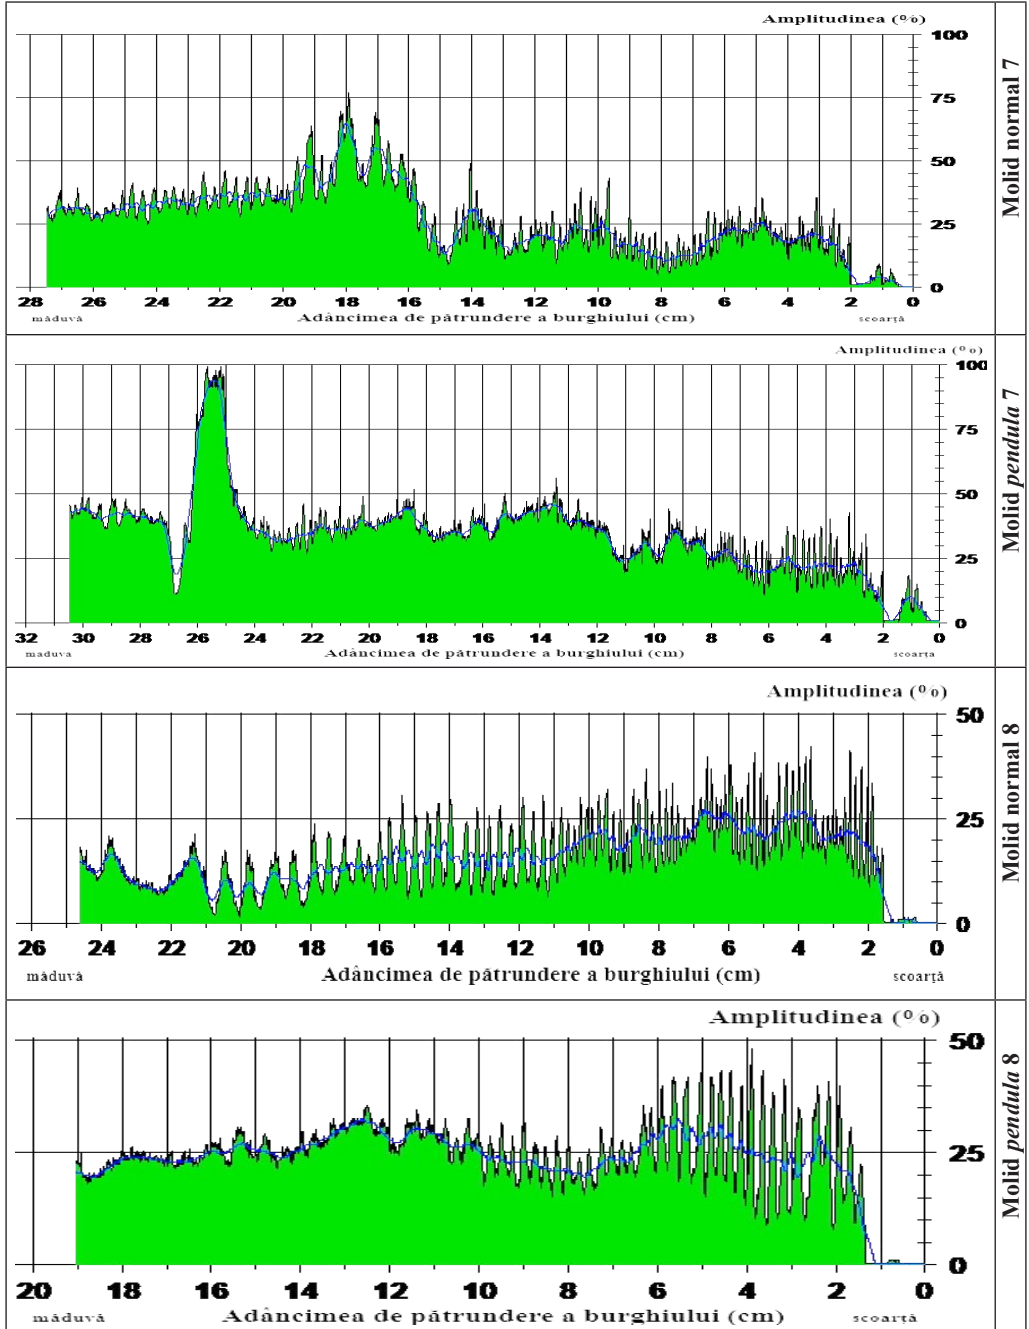 Amplitudinea (%)
100
75
50
25
0
28 26 24 22 20 18 16 14 12 10 8 6 4 2 0
măduvă Adâncimea de pătrundere a burghiului (cm) scoarță
Molid normal 7
Amplitudinea (%)
100
75
50
25
0
32 30 28 26 24 22 20 18 16 14 12 10 8 6 4 2 0
măduvă Adâncimea de pătrundere a burghiului (cm) scoarța
Molid pendula 7
Amplitudinea (%)
50
25
0
26 24 22 20 18 16 14 12 10 8 6 4 2 0
măduvă Adâncimea de pătrundere a burghiului (cm) scoarță
Molid normal 8
Amplitudinea (%)
50
25
0
20 18 16 14 12 10 8 6 4 2 0
măduvă Adâncimea de pătrundere a burghiului (cm) scoarță
Molid pendula 8